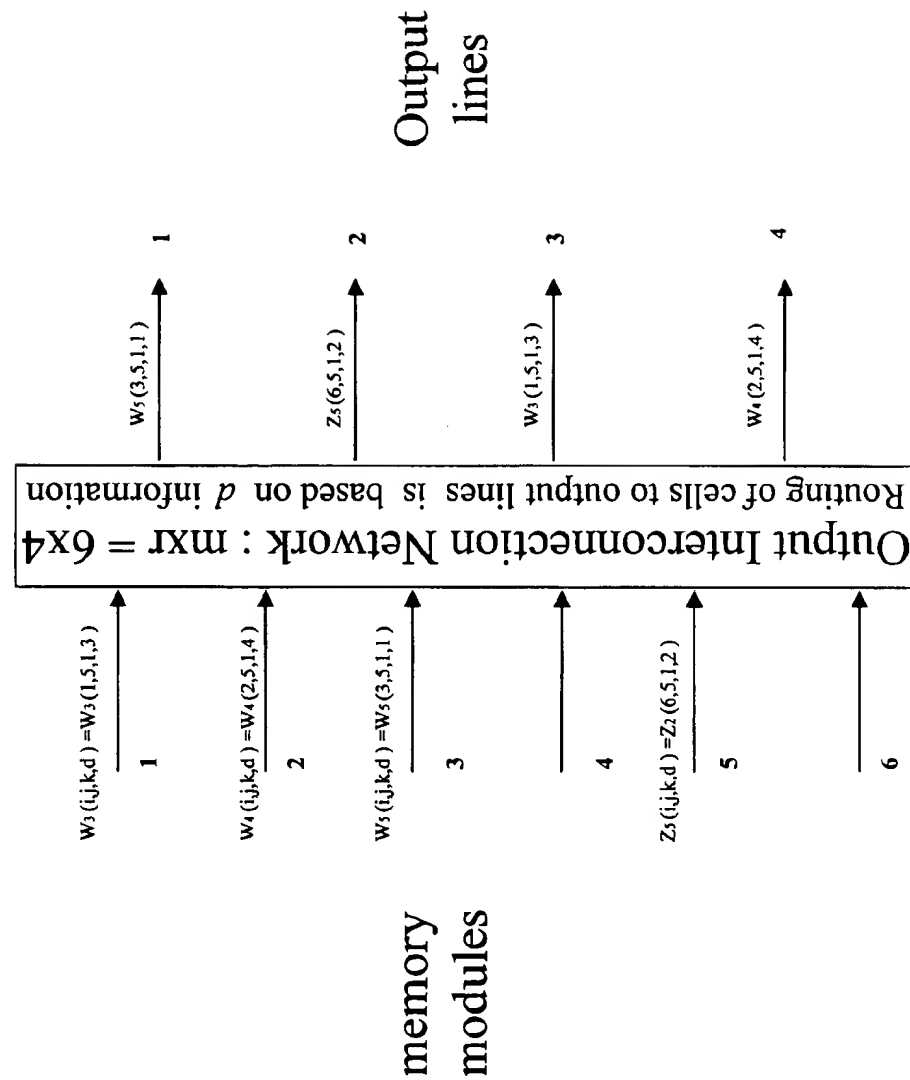 memory
modules
W3 (i,j,k,d ) =W3 (1,5,1,3 )
1
W4 (i,j,k,d ) =W4 (2,5,1,4 )
2
W5 (i,j,k,d ) =W5 (3,5,1,1 )
3
4
Z5 (i,j,k,d ) =Z2 (6,5,1,2 )
5
6
Output Interconnection Network : mxr = 6x4
Routing of cells to output lines is based on d information
W5 (3,5,1,1 )
1
Z5 (6,5,1,2 )
2
W3 (1,5,1,3 )
3
W4 (2,5,1,4 )
4
Output
lines